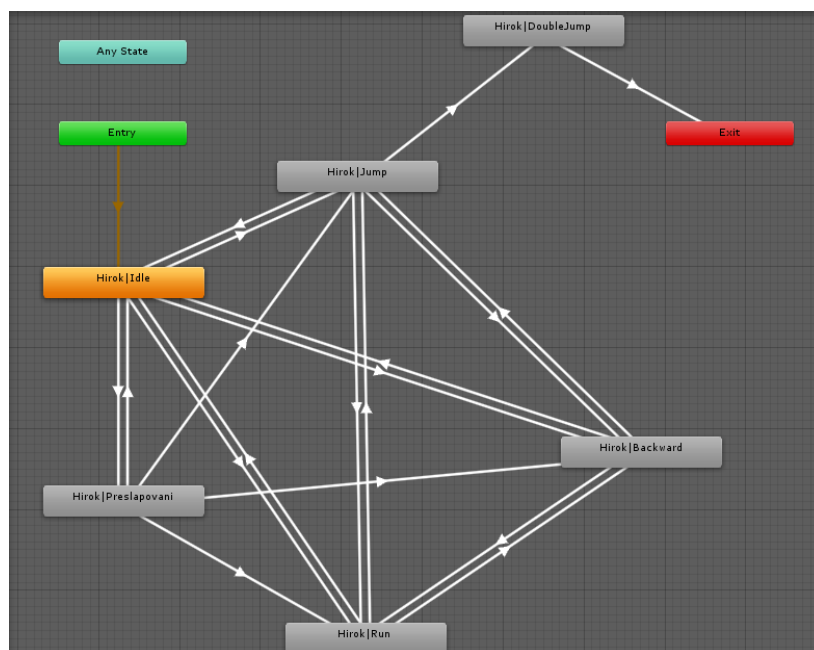 Hirok|DoubleJump
Any State
Entry
Exit
Hirok|Jump
Hirok|Idle
Hirok|Backward
Hirok|Preslapovani
Hirok|Run